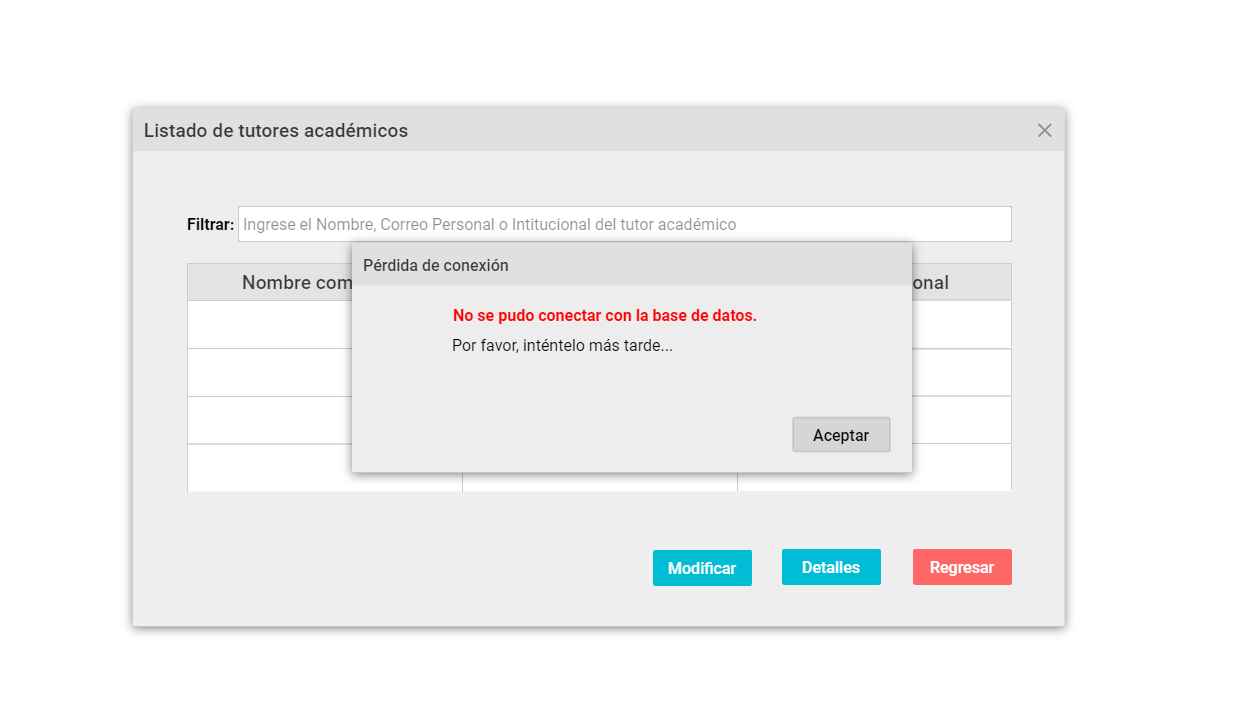 Listado de tutores académicos
Filtrar: Ingrese el Nombre, Correo Personal o Intitucional del tutor académico
Pérdida de conexión
Nombre com onal
No se pudo conectar con la base de datos.
Por favor, inténtelo más tarde...
Aceptar
Modificar Detalles Regresar